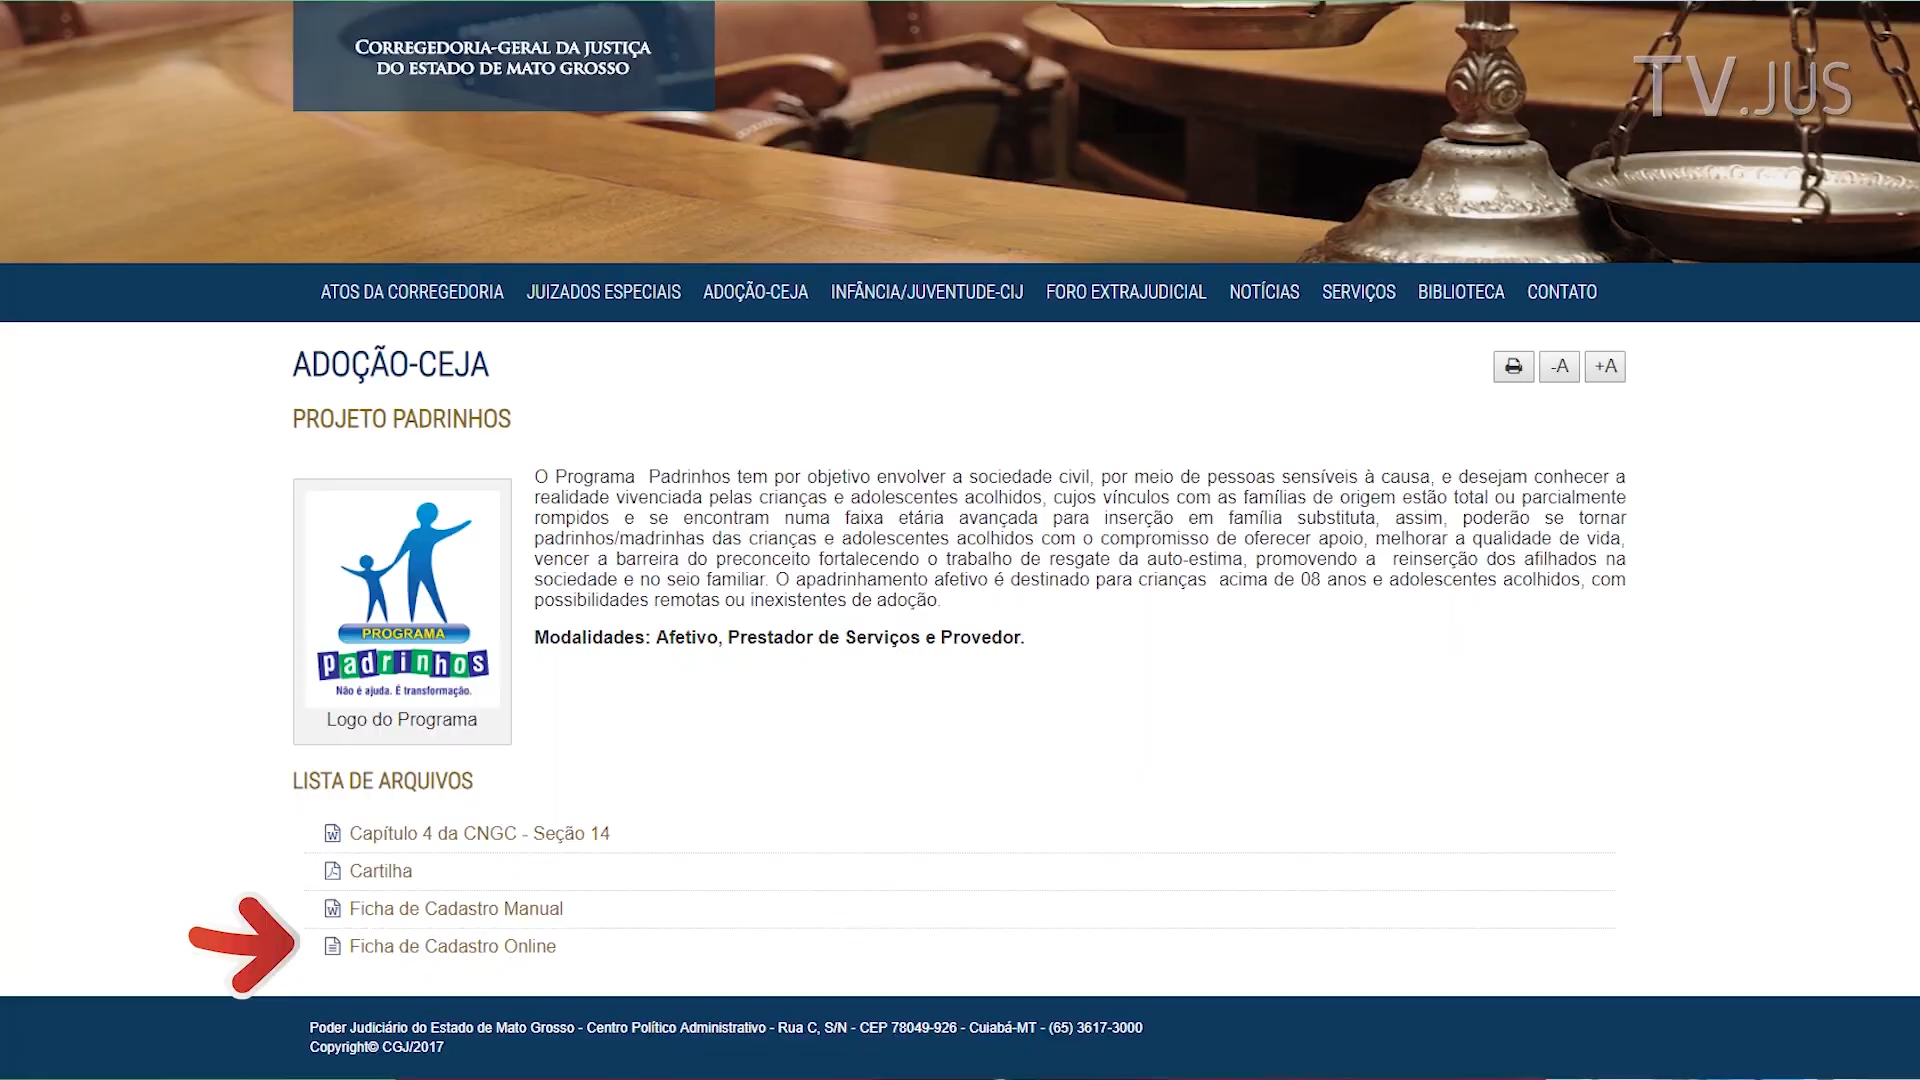 CORREGEDORIA-GERAL DA JUSTIÇA
DO ESTADO DE MATO GROSSO
TV.JUS
ATOS DA CORREGEDORIA JUIZADOS ESPECIAIS ADOÇÃO-CEJA INFÂNCIA/JUVENTUDE-CIJ FORO EXTRAJUDICIAL NOTÍCIAS SERVIÇOS BIBLIOTECA CONTATO
ADOÇÃO-CEJA
-A +A
PROJETO PADRINHOS
O Programa Padrinhos tem por objetivo envolver a sociedade civil, por meio de pessoas sensíveis à causa, e desejam conhecer a
realidade vivenciada pelas crianças e adolescentes acolhidos, cujos vínculos com as famílias de origem estão total ou parcialmente
rompidos e se encontram numa faixa etária avançada para inserção em família substituta, assim, poderão se tornar
padrinhos/madrinhas das crianças e adolescentes acolhidos com o compromisso de oferecer apoio, melhorar a qualidade de vida,
vencer a barreira do preconceito fortalecendo o trabalho de resgate da auto-estima, promovendo a reinserção dos afilhados na
sociedade e no seio familiar. O apadrinhamento afetivo é destinado para crianças acima de 08 anos e adolescentes acolhidos, com
possibilidades remotas ou inexistentes de adoção.
Modalidades: Afetivo, Prestador de Serviços e Provedor.
PROGRAMA
padrinhos
Não é ajuda. É transformação.
Logo do Programa
LISTA DE ARQUIVOS
Capítulo 4 da CNGC - Seção 14
Cartilha
Ficha de Cadastro Manual
Ficha de Cadastro Online
Poder Judiciário do Estado de Mato Grosso - Centro Político Administrativo - Rua C, S/N - CEP 78049-926 - Cuiabá-MT - (65) 3617-3000
Copyright© CGJ/2017